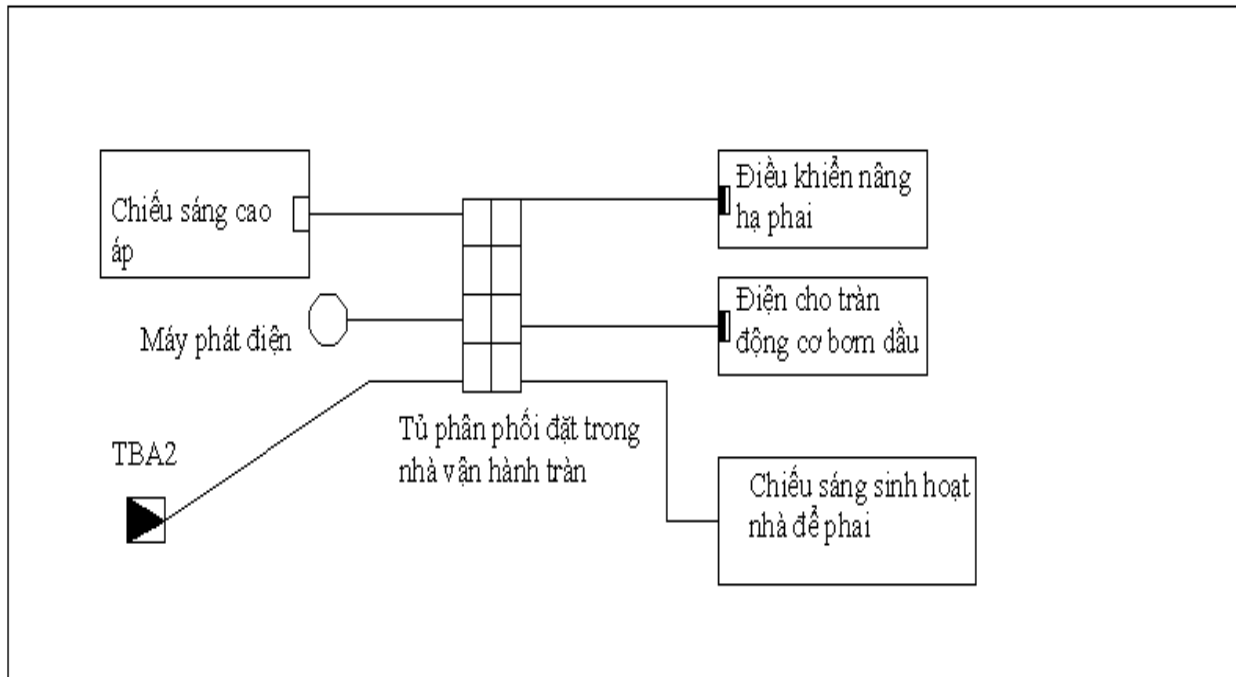 Chiếu sáng cao
áp
Máy phát điện
TBA2
Tủ phân phối đặt trong
nhà vận hành tràn
Điều khiển nâng
hạ phai
Điện cho tràn
động cơ bơm dầu
Chiếu sáng sinh hoạt
nhà để phai